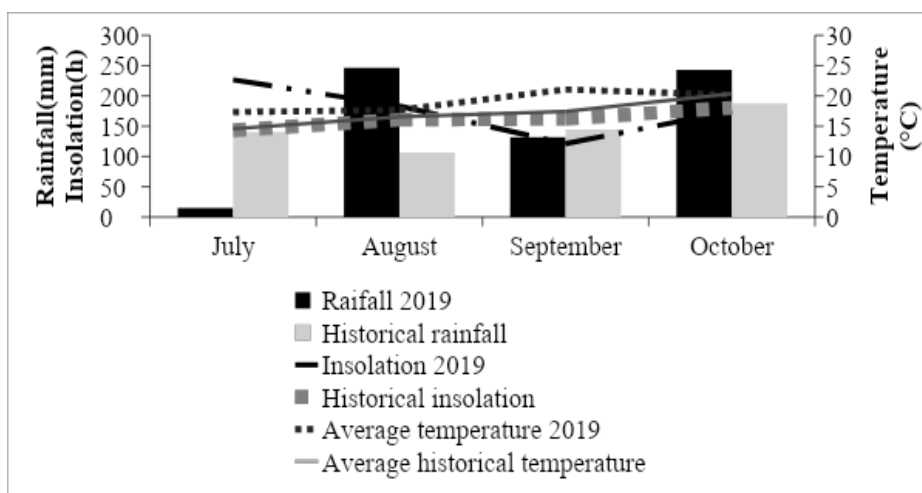 Rainfall(mm)
Insolation(h)
300
250
200
150
100
50
0
30
25
20
15
10
5
0
Temperature
(°C)
July August September October
Raifall 2019
Historical rainfall
Insolation 2019
Historical insolation
Average temperature 2019
Average historical temperature